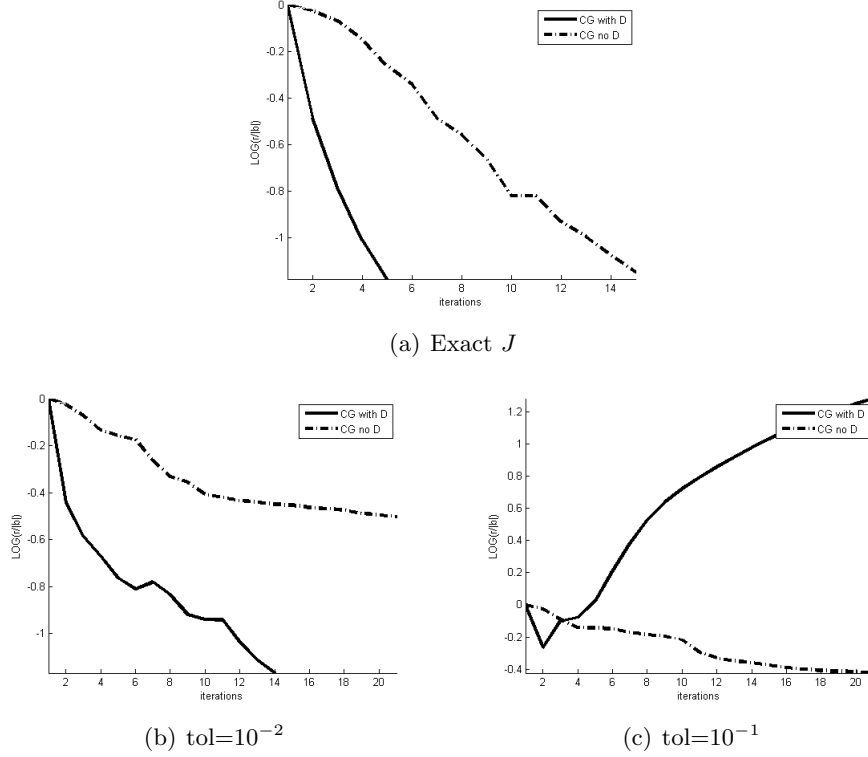 0
-0.2
-0.4
-0.6
-0.8
-1
LOG(r/|b|)
CG with D
CG no D
2 4 6 8 10 12 14
iterations
(a) Exact J
0
-0.2
-0.4
-0.6
-0.8
-1
LOG(r/|b|)
CG with D
CG no D
2 4 6 8 10 12 14 16 18 20
iterations
(b) tol=10⁻²
1.2
1
0.8
0.6
0.4
0.2
0
-0.2
-0.4
LOG(r/|b|)
CG with D
CG no D
2 4 6 8 10 12 14 16 18 20
iterations
(c) tol=10⁻¹